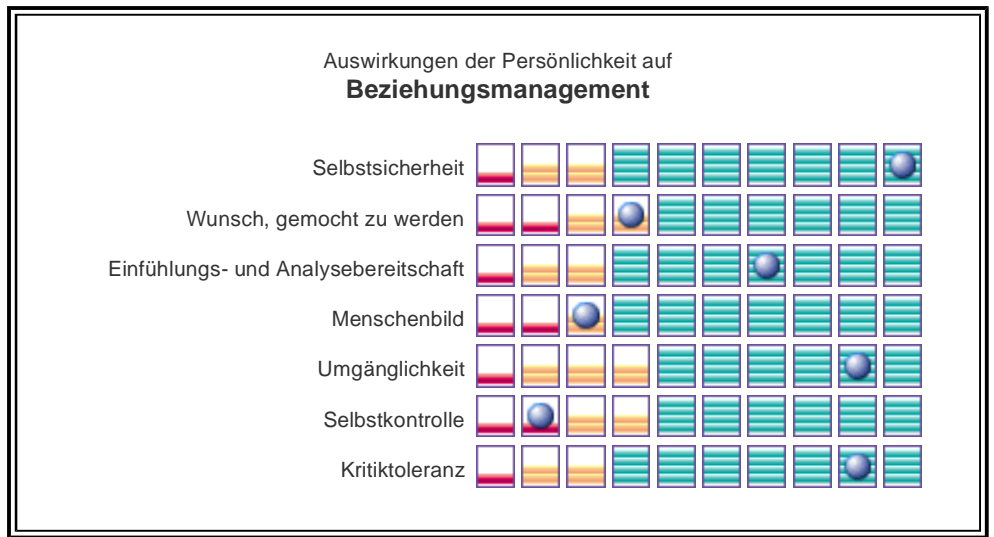 Auswirkungen der Persönlichkeit auf
Beziehungsmanagement
Selbstsicherheit
Wunsch, gemocht zu werden
Einfühlungs- und Analysebereitschaft
Menschenbild
Umgänglichkeit
Selbstkontrolle
Kritiktoleranz